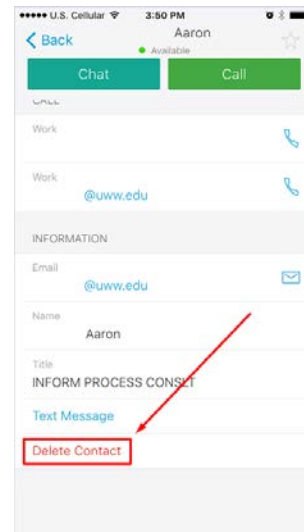 U.S. Cellular 3:50 PM
Back
Aaron
Available
Chat
Call
CALL
Work
Work
@uww.edu
INFORMATION
Email
@uww.edu
Name
Aaron
Title
INFORM PROCESS CONSLT
Text Message
Delete Contact